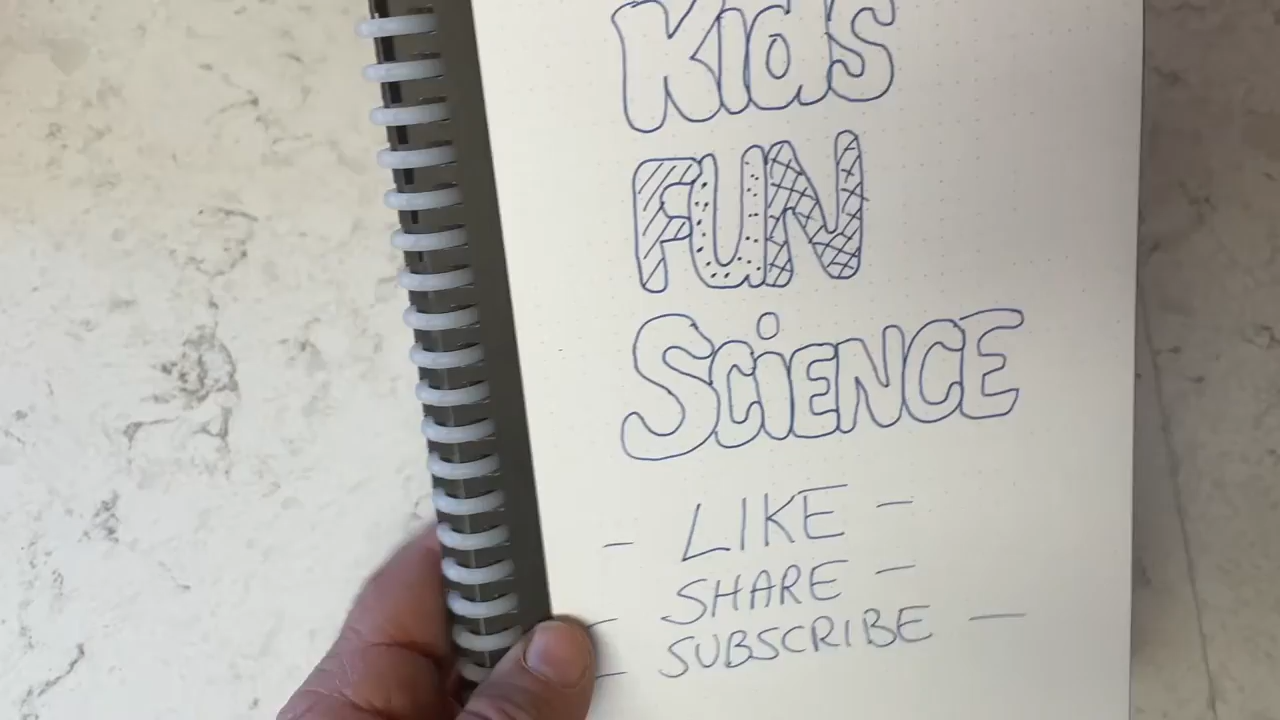 Kids
FUN
SCiENCE
- LIKE -
- SHARE -
- SUBSCRIBE -